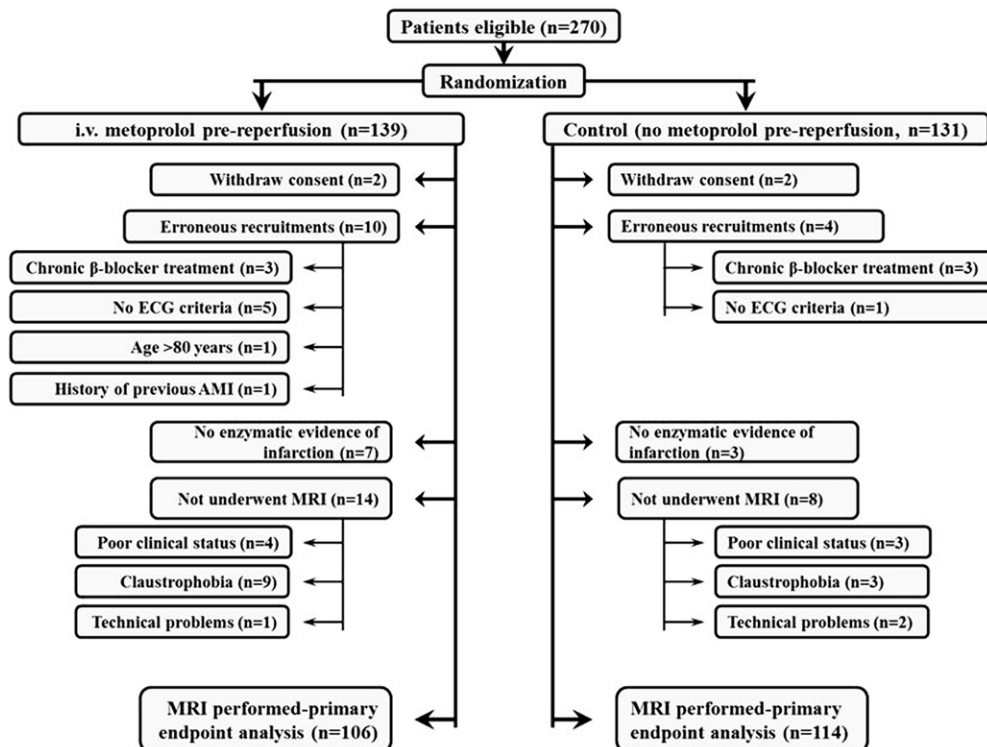 Patients eligible (n=270)
Randomization
i.v. metoprolol pre-reperfusion (n=139)
Withdraw consent (n=2)
Erroneous recruitments (n=10)
Chronic β-blocker treatment (n=3)
No ECG criteria (n=5)
Age >80 years (n=1)
History of previous AMI (n=1)
No enzymatic evidence of
infarction (n=7)
Not underwent MRI (n=14)
Poor clinical status (n=4)
Claustrophobia (n=9)
Technical problems (n=1)
MRI performed-primary
endpoint analysis (n=106)
Control (no metoprolol pre-reperfusion, n=131)
Withdraw consent (n=2)
Erroneous recruitments (n=4)
Chronic β-blocker treatment (n=3)
No ECG criteria (n=1)
No enzymatic evidence of
infarction (n=3)
Not underwent MRI (n=8)
Poor clinical status (n=3)
Claustrophobia (n=3)
Technical problems (n=2)
MRI performed-primary
endpoint analysis (n=114)